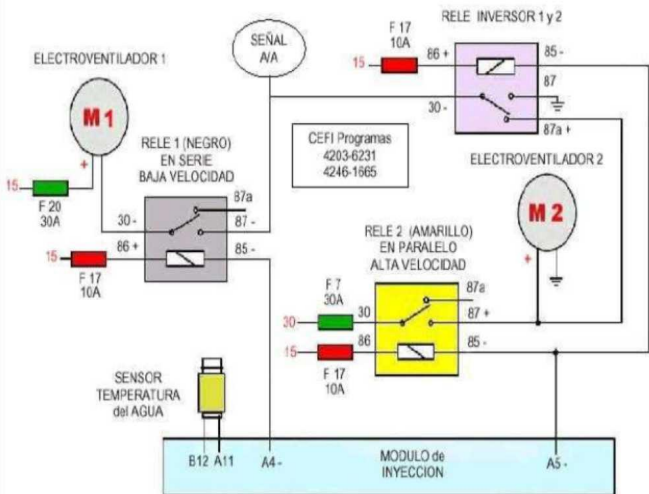 RELE INVERSOR 1 y 2
F 17
10A
86 +
85 -
15
87
30 -
87a +
SEÑAL
A/A
ELECTROVENTILADOR 1
M 1
+
15
F 20
30A
RELE 1 (NEGRO)
EN SERIE
BAJA VELOCIDAD
87a
30 -
87 -
86 +
85 -
15
F 17
10A
CEFI Programas
4203-6231
4246-1665
ELECTROVENTILADOR 2
M 2
+
RELE 2 (AMARILLO)
EN PARALELO
ALTA VELOCIDAD
F 7
30A
87a
30
30
87 +
15
86
85 -
F 17
10A
SENSOR
TEMPERATURA
del AGUA
B12 A11
A4 -
MODULO de
INYECCION
A5 -